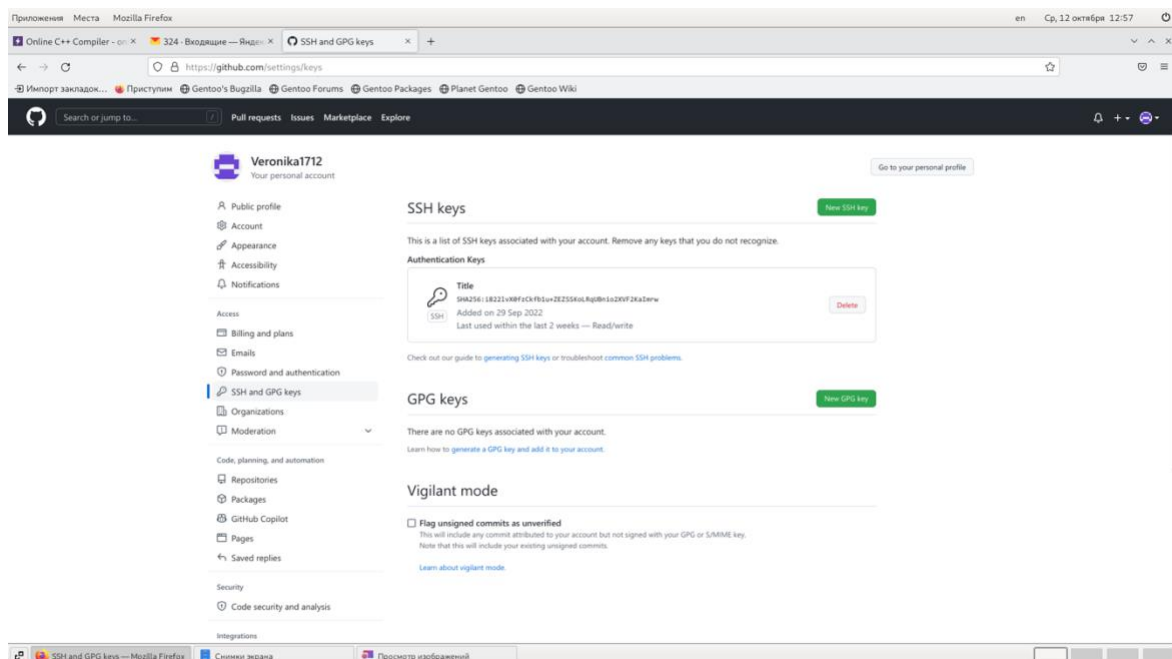 Приложения Места Mozilla Firefox en Ср, 12 октября 12:57
Online C++ Compiler - on 324 · Входящие — Яндекс SSH and GPG keys
https://github.com/settings/keys
Импорт закладок... Приступим Gentoo's Bugzilla Gentoo Forums Gentoo Packages Planet Gentoo Gentoo Wiki
Search or jump to... / Pull requests Issues Marketplace Explore
Veronika1712
Your personal account
Go to your personal profile
Public profile
Account
Appearance
Accessibility
Notifications
Access
Billing and plans
Emails
Password and authentication
SSH and GPG keys
Organizations
Moderation
Code, planning, and automation
Repositories
Packages
GitHub Copilot
Pages
Saved replies
Security
Code security and analysis
Integrations
SSH keys
New SSH key
This is a list of SSH keys associated with your account. Remove any keys that you do not recognize.
Authentication Keys
Title
SSH
Added on 29 Sep 2022
Last used within the last 2 weeks — Read/write
Delete
Check out our guide to generating SSH keys or troubleshoot common SSH problems.
GPG keys
New GPG key
There are no GPG keys associated with your account.
Learn how to generate a GPG key and add it to your account.
Vigilant mode
Flag unsigned commits as unverified
This will include any commit attributed to your account but not signed with your GPG or S/MIME key.
Note that this will include your existing unsigned commits.
Learn about vigilant mode.
SSH and GPG keys — Mozilla Firefox Снимки экрана Просмотр изображений